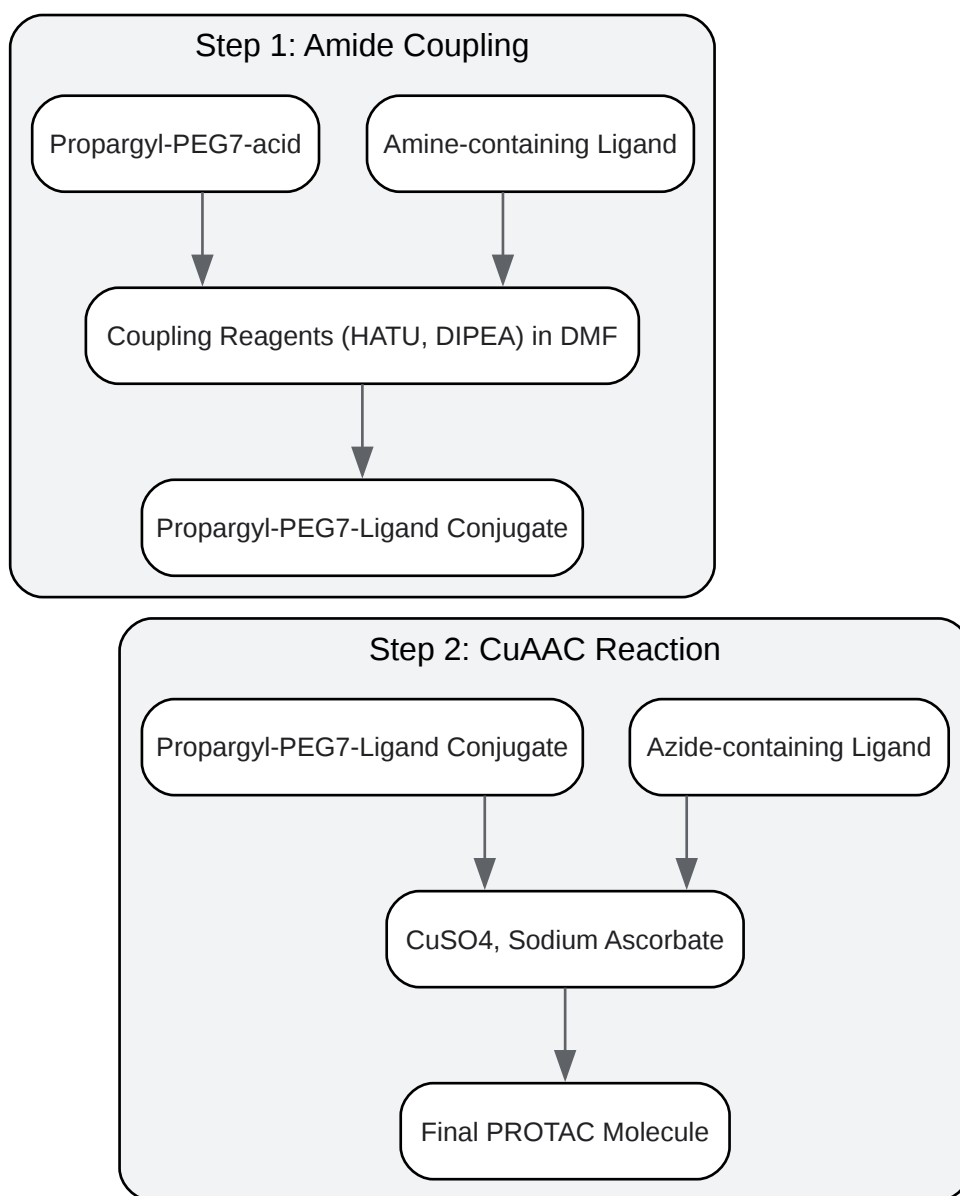 Step 1: Amide Coupling
Propargyl-PEG7-acid
Amine-containing Ligand
Coupling Reagents (HATU, DIPEA) in DMF
Propargyl-PEG7-Ligand Conjugate
Step 2: CuAAC Reaction
Propargyl-PEG7-Ligand Conjugate
Azide-containing Ligand
CuSO4, Sodium Ascorbate
Final PROTAC Molecule